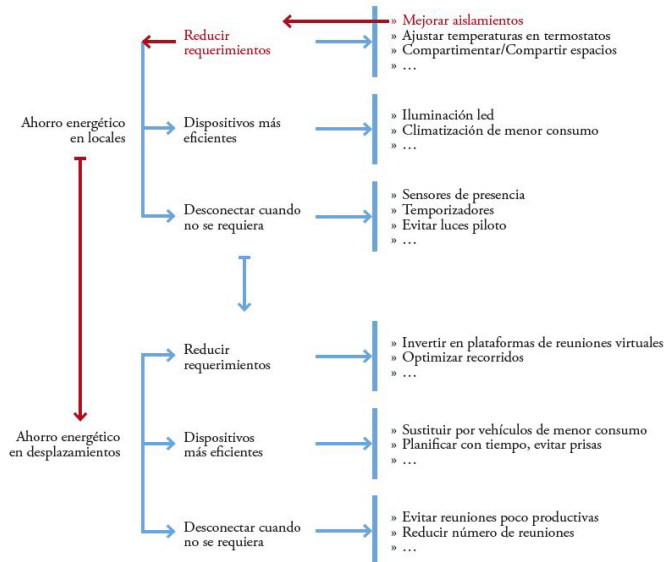 Reducir
requerimientos
» Mejorar aislamientos
» Ajustar temperaturas en termostatos
» Compartimentar/Compartir espacios
» …
Ahorro energético
en locales
Dispositivos más
eficientes
» Iluminación led
» Climatización de menor consumo
» …
Desconectar cuando
no se requiera
» Sensores de presencia
» Temporizadores
» Evitar luces piloto
» …
Reducir
requerimientos
» Invertir en plataformas de reuniones virtuales
» Optimizar recorridos
» …
Ahorro energético
en desplazamientos
Dispositivos
más eficientes
» Sustituir por vehículos de menor consumo
» Planificar con tiempo, evitar prisas
» …
Desconectar cuando
no se requiera
» Evitar reuniones poco productivas
» Reducir número de reuniones
» …